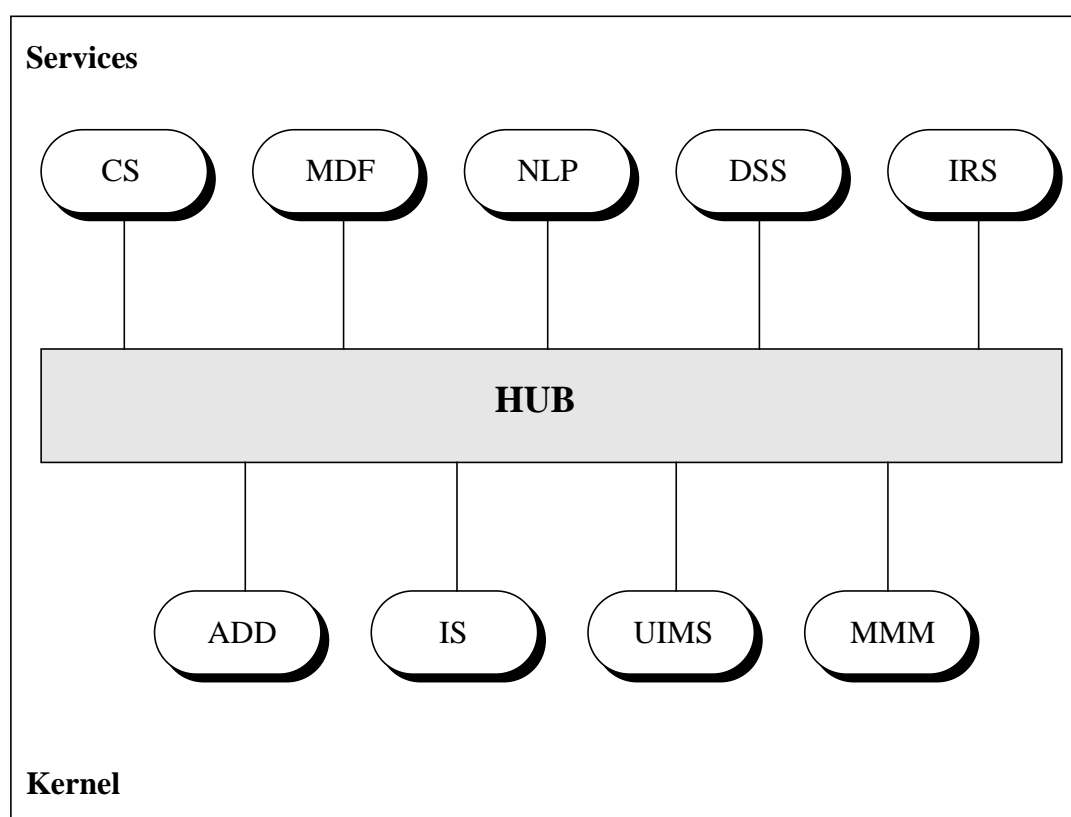 Services
CS MDF NLP DSS IRS
HUB
ADD IS UIMS MMM
Kernel